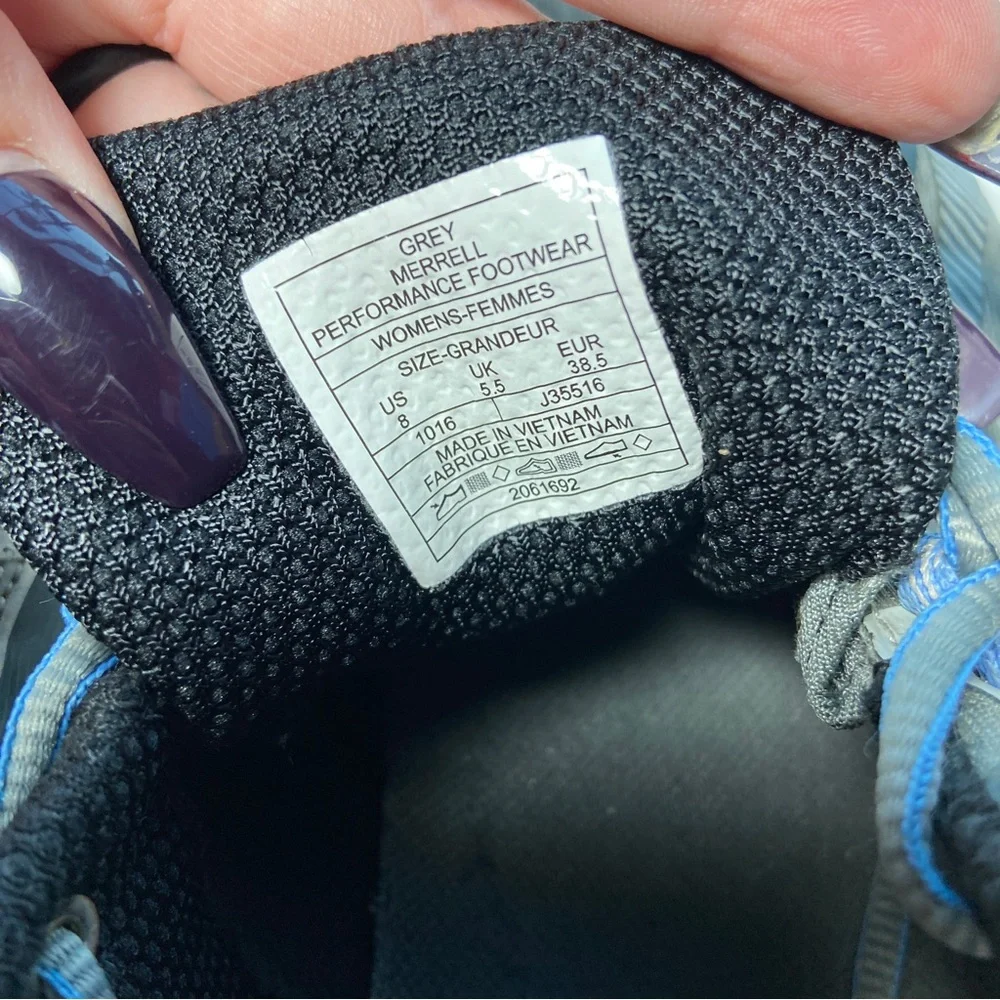 GREY
MERRELL
PERFORMANCE FOOTWEAR
WOMENS-FEMMES
SIZE-GRANDEUR
US UK EUR
8 5.5 38.5
1016 J35516
MADE IN VIETNAM
FABRIQUE EN VIETNAM
2061692